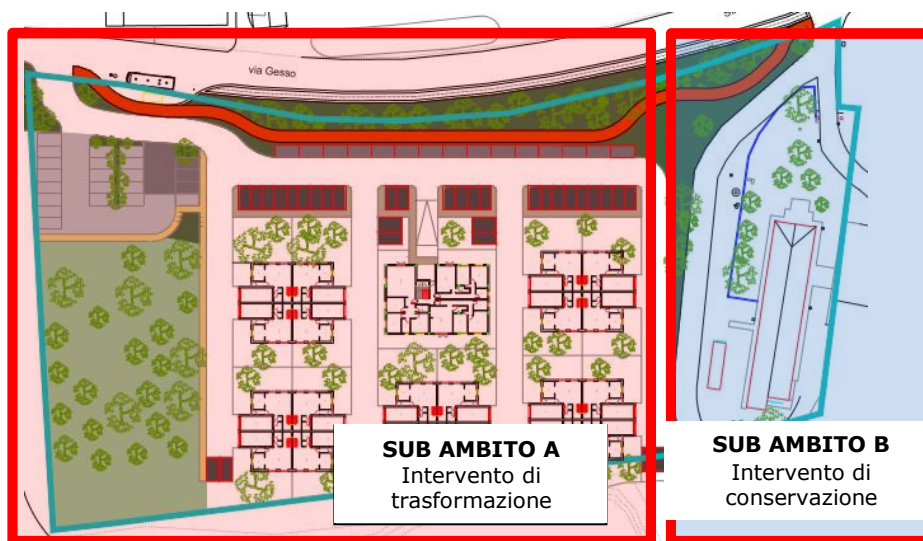 via Gesso
SUB AMBITO A
Intervento di
trasformazione
SUB AMBITO B
Intervento di
conservazione